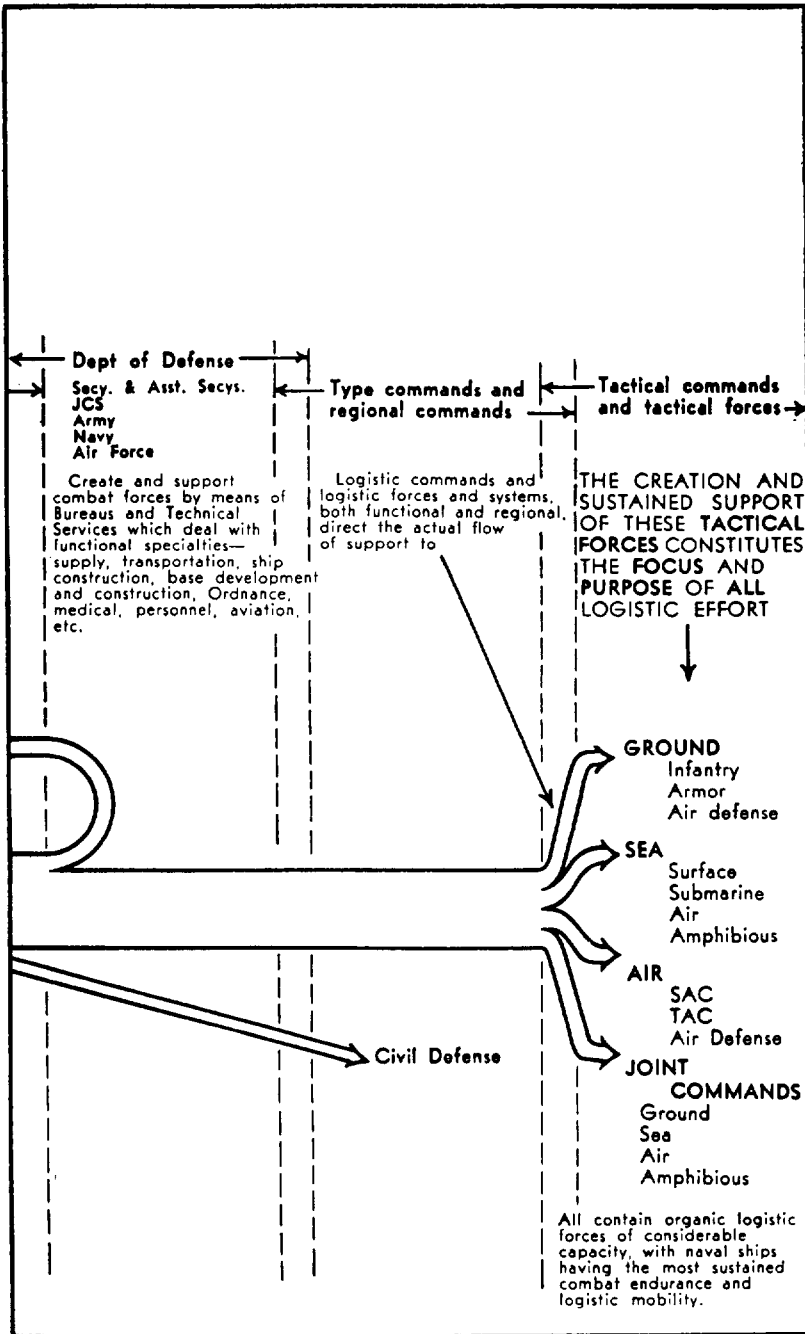 Dept of Defense
Secy. & Asst. Secys.
JCS
Army
Navy
Air Force
Create and support
combat forces by means of
Bureaus and Technical
Services which deal with
functional specialties—
supply, transportation, ship
construction, base development
and construction, Ordnance,
medical, personnel, aviation,
etc.
Type commands and
regional commands
Logistic commands and
logistic forces and systems,
both functional and regional,
direct the actual flow
of support to
Tactical commands
and tactical forces
THE CREATION AND
SUSTAINED SUPPORT
OF THESE TACTICAL
FORCES CONSTITUTES
THE FOCUS AND
PURPOSE OF ALL
LOGISTIC EFFORT
GROUND
Infantry
Armor
Air defense
SEA
Surface
Submarine
Air
Amphibious
AIR
SAC
TAC
Air Defense
Civil Defense
JOINT
COMMANDS
Ground
Sea
Air
Amphibious
All contain organic logistic
forces of considerable
capacity, with naval ships
having the most sustained
combat endurance and
logistic mobility.